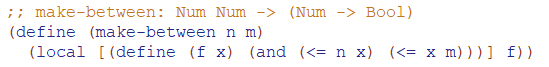 ;; make-between: Num Num -> (Num -> Bool)
(define (make-between n m)
  (local [(define (f x) (and (<= n x) (<= x m)))] f))